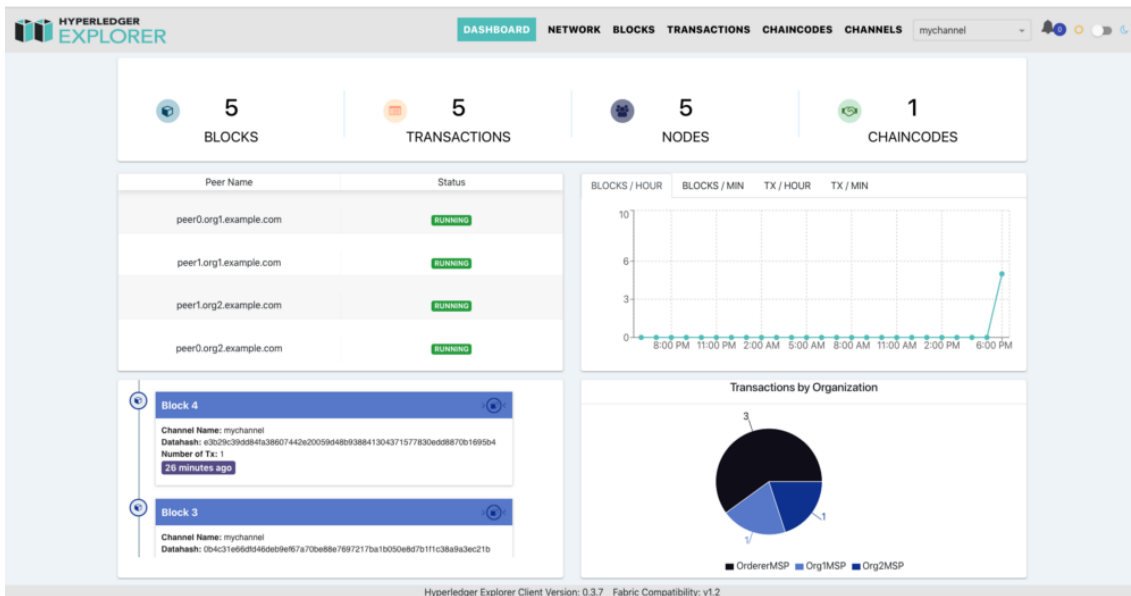 HYPERLEDGER
EXPLORER
DASHBOARD NETWORK BLOCKS TRANSACTIONS CHAINCODES CHANNELS mychannel 0
5 5 5 1
BLOCKS TRANSACTIONS NODES CHAINCODES
Peer Name Status
peer0.org1.example.com RUNNING
peer1.org1.example.com RUNNING
peer1.org2.example.com RUNNING
peer0.org2.example.com RUNNING
BLOCKS / HOUR BLOCKS / MIN TX / HOUR TX / MIN
10
6
3
0
8:00 PM 11:00 PM 2:00 AM 5:00 AM 8:00 AM 11:00 AM 2:00 PM 6:00 PM
Block 4
Channel Name: mychannel
Datahash: e3b29c39dd84fa38607442e20059d48b938841304371577830edd8870b1695b4
Number of Tx: 1
26 minutes ago
Block 3
Channel Name: mychannel
Datahash: 0b4c31e66dfd46deb9ef67a70be88e7697217ba1b050e8d7b1f1c38a9a3ec21b
Transactions by Organization
3
1
1
OrdererMSP Org1MSP Org2MSP
Hyperledger Explorer Client Version: 0.3.7 Fabric Compatibility: v1.2